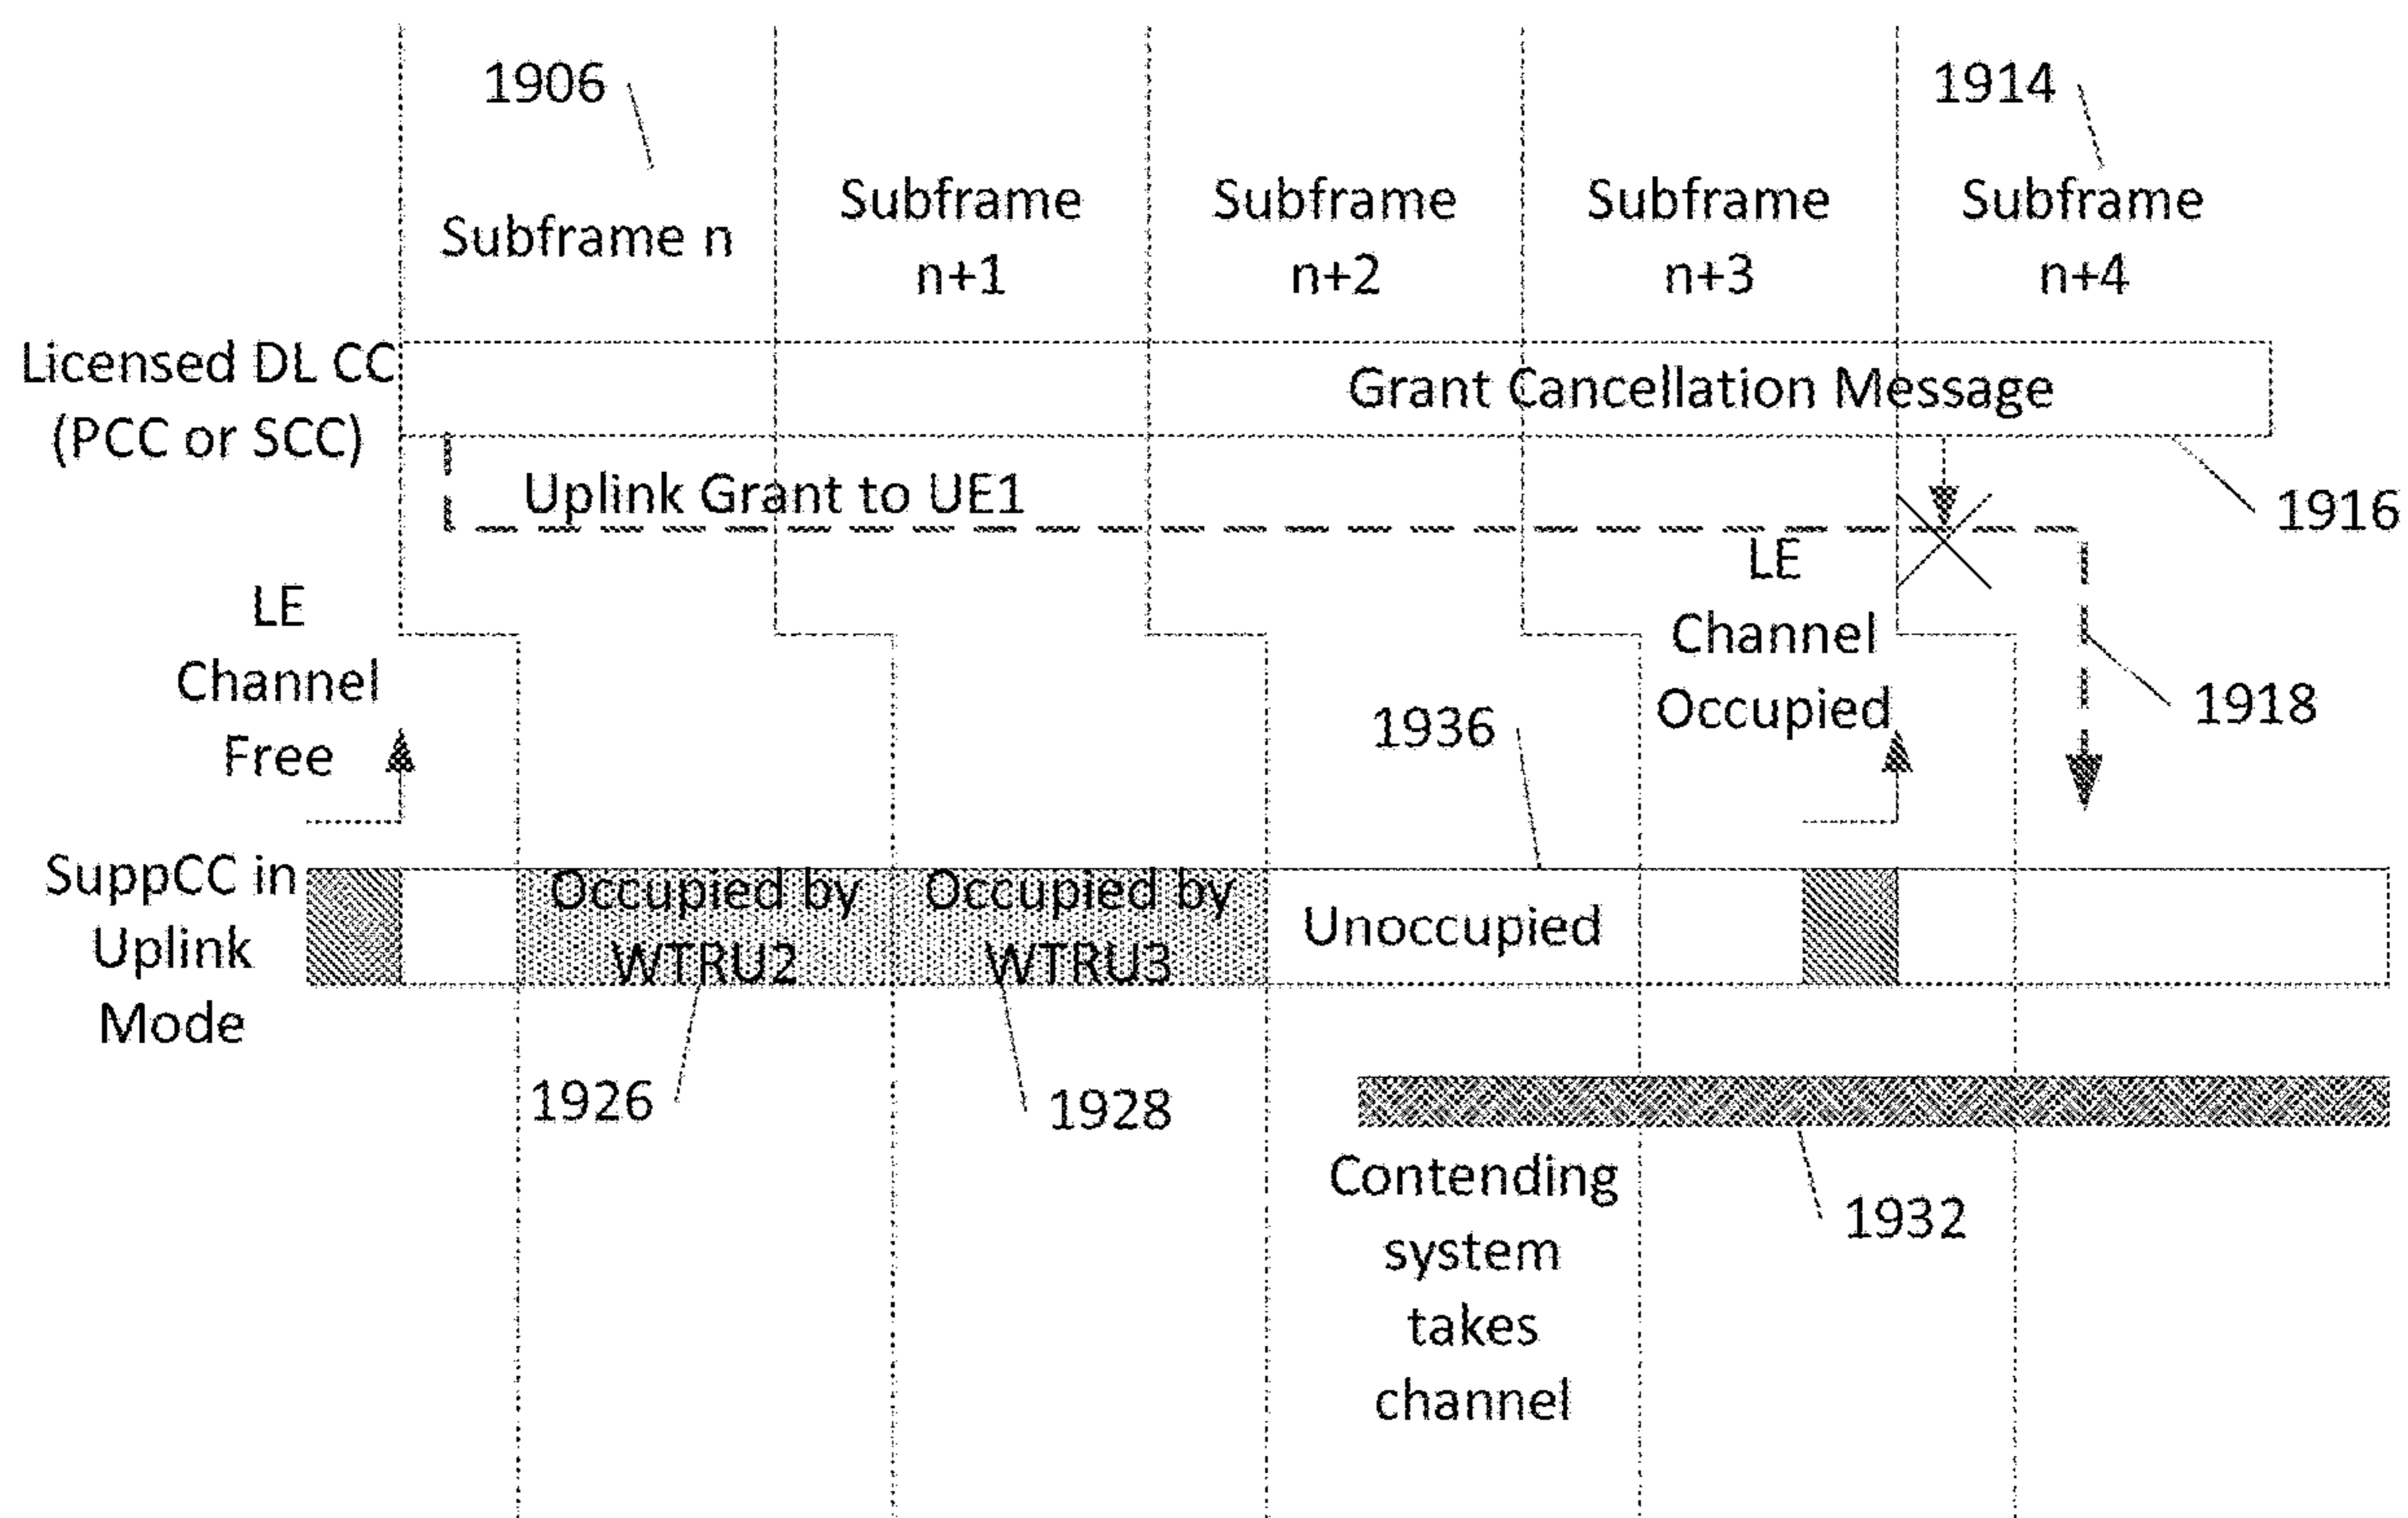 1906
1914
Subframe n
Subframe
n+1
Subframe
n+2
Subframe
n+3
Subframe
n+4
Licensed DL CC
(PCC or SCC)
Grant Cancellation Message
Uplink Grant to UE1
1916
LE
Channel
Free
LE
Channel
Occupied
1918
1936
SuppCC in
Uplink
Mode
Occupied by
WTRU2
Occupied by
WTRU3
Unoccupied
1926
1928
Contending
system
takes
channel
1932